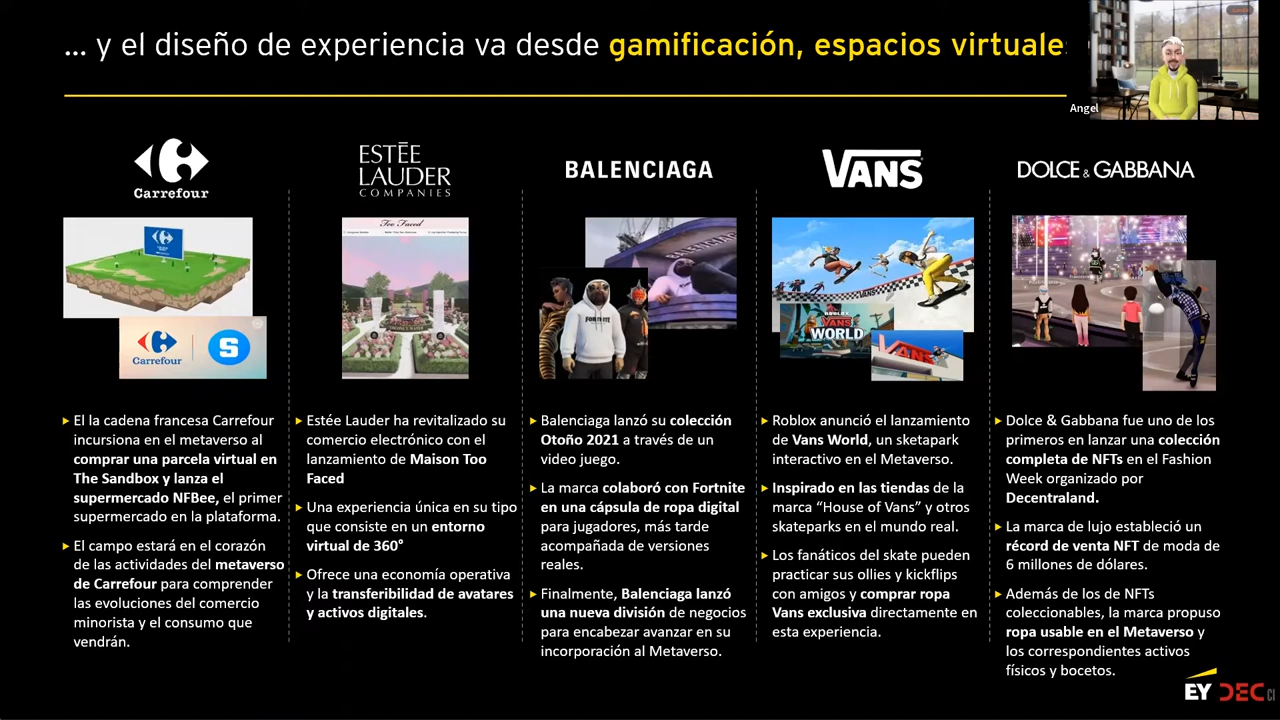 ... y el diseño de experiencia va desde gamificación, espacios virtuale
Angel
Carrefour
ESTĒE
LAUDER
COMPANIES
BALENCIAGA
VANS
DOLCE & GABBANA
Too Faced
Carrefour
S
FORTNITE
VANS
ROBLOX
VANS
WORLD
VANS
El la cadena francesa Carrefour
incursiona en el metaverso al
comprar una parcela virtual en
The Sandbox y lanza el
supermercado NFBee, el primer
supermercado en la plataforma.
El campo estará en el corazón
de las actividades del metaverso
de Carrefour para comprender
las evoluciones del comercio
minorista y el consumo que
vendrán.
Estée Lauder ha revitalizado su
comercio electrónico con el
lanzamiento de Maison Too
Faced
Una experiencia única en su tipo
que consiste en un entorno
virtual de 360°
Ofrece una economía operativa
y la transferibilidad de avatares
y activos digitales.
Balenciaga lanzó su colección
Otoño 2021 a través de un
video juego.
La marca colaboró con Fortnite
en una cápsula de ropa digital
para jugadores, más tarde
acompañada de versiones
reales.
Finalmente, Balenciaga lanzó
una nueva división de negocios
para encabezar avanzar en su
incorporación al Metaverso.
Roblox anunció el lanzamiento
de Vans World, un sketapark
interactivo en el Metaverso.
Inspirado en las tiendas de la
marca “House of Vans” y otros
skateparks en el mundo real.
Los fanáticos del skate pueden
practicar sus ollies y kickflips
con amigos y comprar ropa
Vans exclusiva directamente en
esta experiencia.
Dolce & Gabbana fue uno de los
primeros en lanzar una colección
completa de NFTs en el Fashion
Week organizado por
Decentraland.
La marca de lujo estableció un
récord de venta NFT de moda de
6 millones de dólares.
Además de los de NFTs
coleccionables, la marca propuso
ropa usable en el Metaverso y
los correspondientes activos
físicos y bocetos.
EY DEC CI